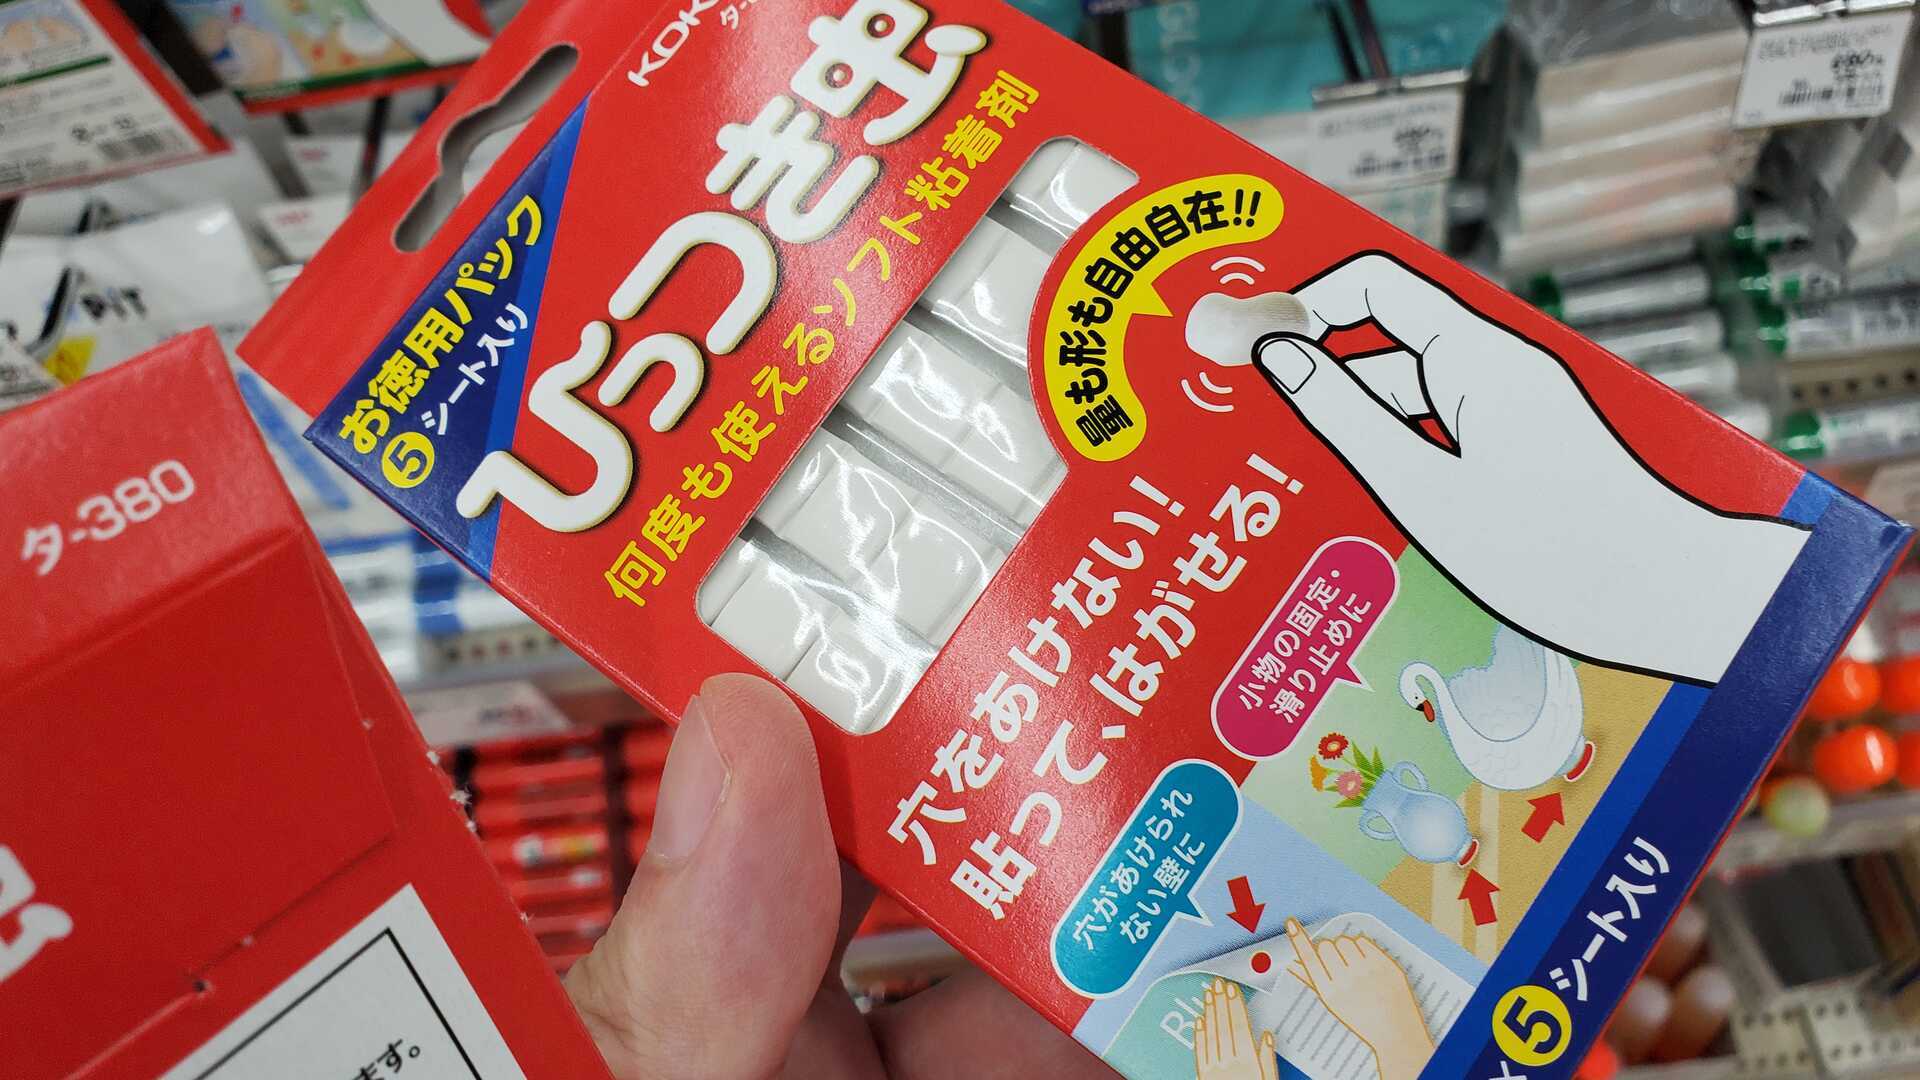 お徳用パック
5シート入り
ひっつき虫
何度も使えるソフト粘着剤
量も形も自由自在!!
穴をあけない!
貼って、はがせる!
小物の固定・
滑り止めに
穴があけられ
ない壁に
×5シート入り
タ-380
ます。